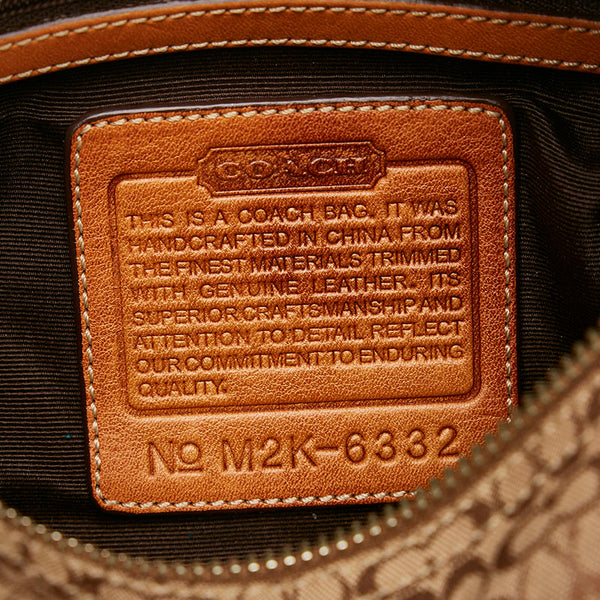 COACH
THIS IS A COACH BAG. IT WAS
HANDCRAFTED IN CHINA FROM
THE FINEST MATERIALS TRIMMED
WITH GENUINE LEATHER. ITS
SUPERIOR CRAFTSMANSHIP AND
ATTENTION TO DETAIL REFLECT
OUR COMMITMENT TO ENDURING
QUALITY.
No M2K-6332